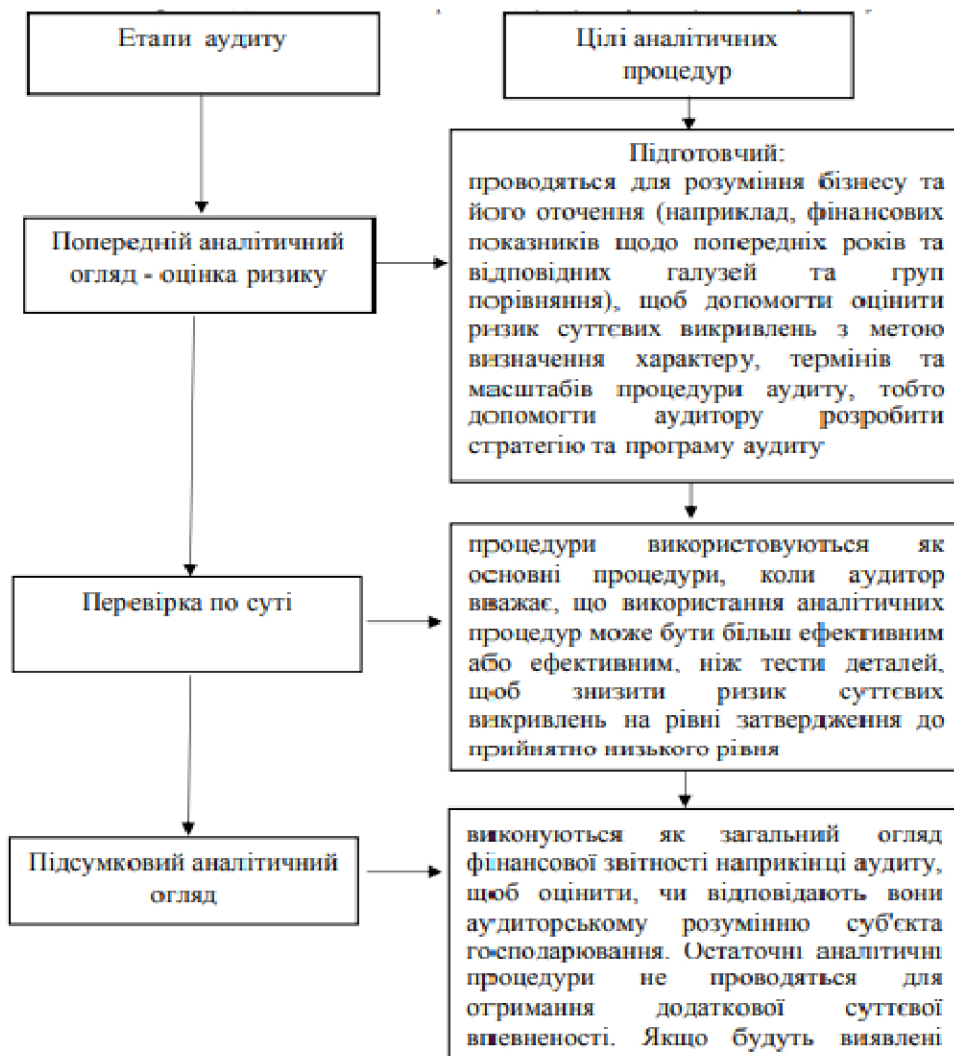 Етапи аудиту
Цілі аналітичних
процедур
Попередній аналітичний
огляд - оцінка ризику
Підготовчий:
проводяться для розуміння бізнесу та
його оточення (наприклад, фінансових
показників щодо попередніх років та
відповідних галузей та груп
порівняння), щоб допомогти оцінити
ризик суттєвих викривлень з метою
визначення характеру, термінів та
масштабів процедури аудиту, тобто
допомогти аудитору розробити
стратегію та програму аудиту
Перевірка по суті
процедури використовуються як
основні процедури, коли аудитор
вважає, що використання аналітичних
процедур може бути більш ефективним
або ефективним, ніж тести деталей,
щоб знизити ризик суттєвих
викривлень на рівні затвердження до
прийнятно низького рівня
Підсумковий аналітичний
огляд
виконуються як загальний огляд
фінансової звітності наприкінці аудиту,
щоб оцінити, чи відповідають вони
аудиторському розумінню суб'єкта
господарювання. Остаточні аналітичні
процедури не проводяться для
отримання додаткової суттєвої
впевненості. Якщо будуть виявлені